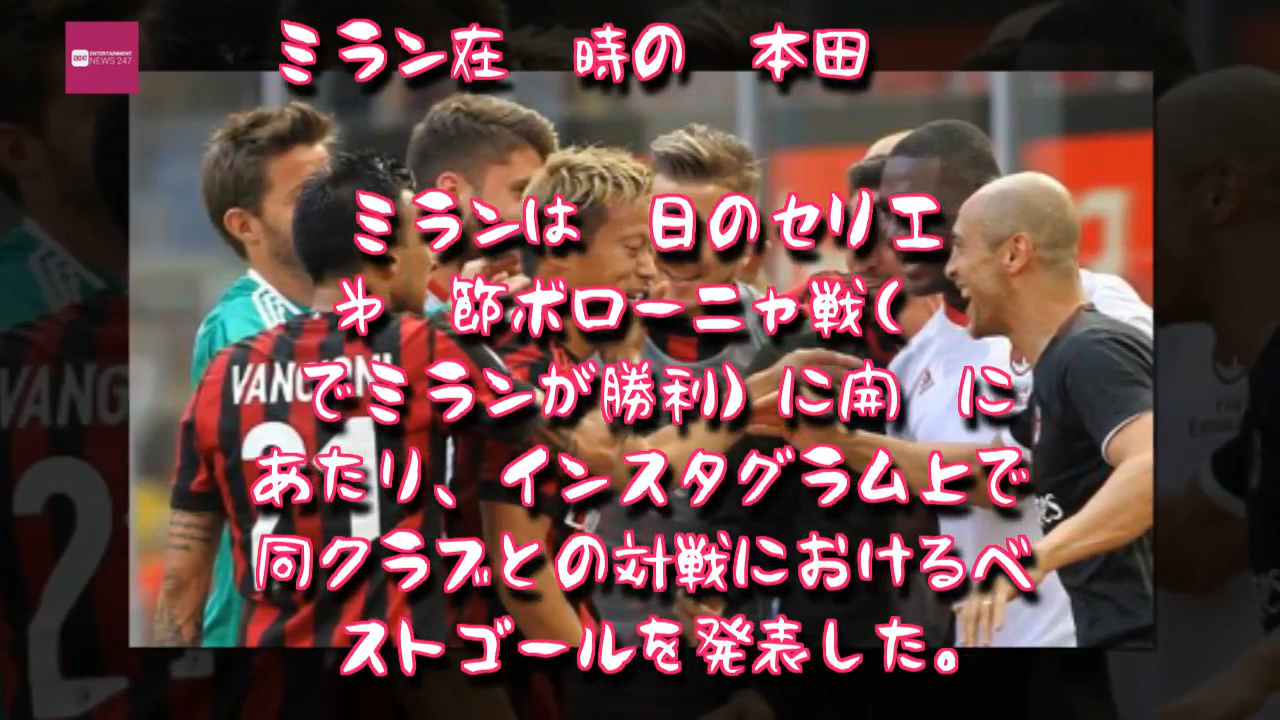 ENTERTAINMENT
NEWS 247
ミラン在 時の 本田
ミランは 日のセリエ
節ボローニャ戦(
でミランが勝利)に開 に
VANGIONI
21
あたり、インスタグラム上で
同クラブとの対戦におけるベ
ストゴールを発表した。